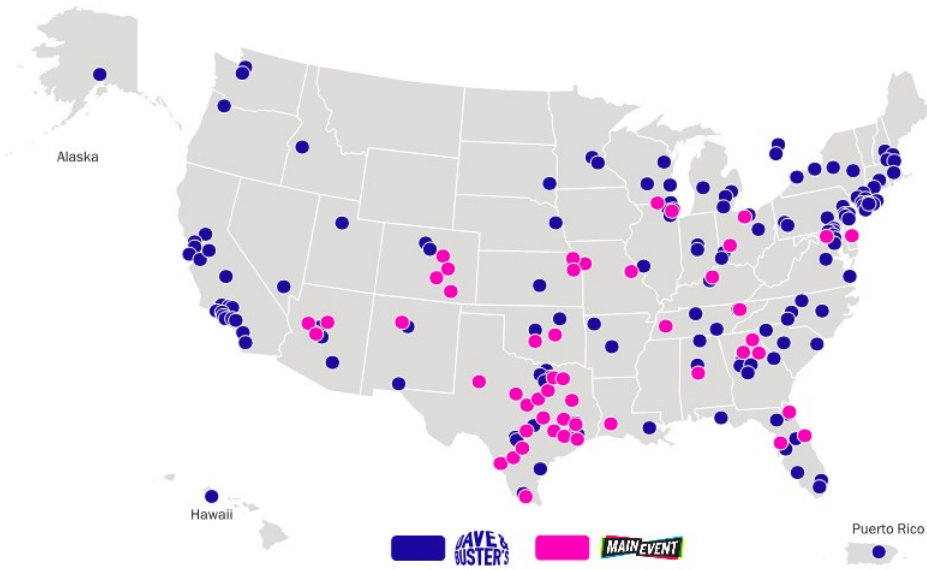 Alaska
Hawaii
Puerto Rico
DAVE & BUSTER'S
MAIN EVENT